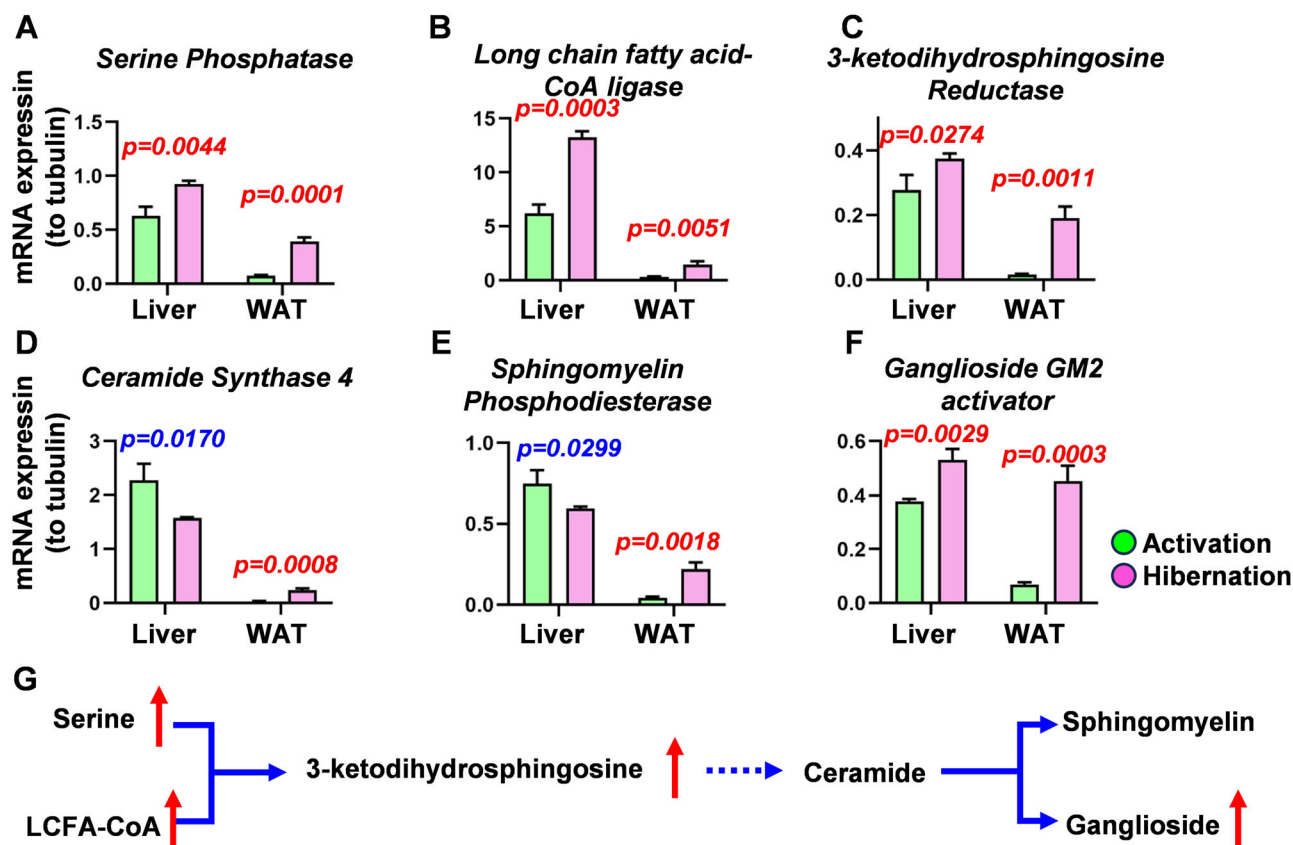 A
Serine Phosphatase
mRNA expressin
(to tubulin)
1.5
1.0
0.5
0.0
p=0.0044
p=0.0001
Liver
WAT
B
Long chain fatty acid-
CoA ligase
15
10
5
0
p=0.0003
p=0.0051
Liver
WAT
C
3-ketodihydrosphingosine
Reductase
0.4
0.2
0.0
p=0.0274
p=0.0011
Liver
WAT
D
Ceramide Synthase 4
mRNA expressin
(to tubulin)
3
2
1
0
p=0.0170
p=0.0008
Liver
WAT
E
Sphingomyelin
Phosphodiesterase
1.0
0.5
0.0
p=0.0299
p=0.0018
Liver
WAT
F
Ganglioside GM2
activator
0.6
0.4
0.2
0.0
p=0.0029
p=0.0003
Liver
WAT
Activation
Hibernation
G
Serine
LCFA-CoA
3-ketodihydrosphingosine
Ceramide
Sphingomyelin
Ganglioside